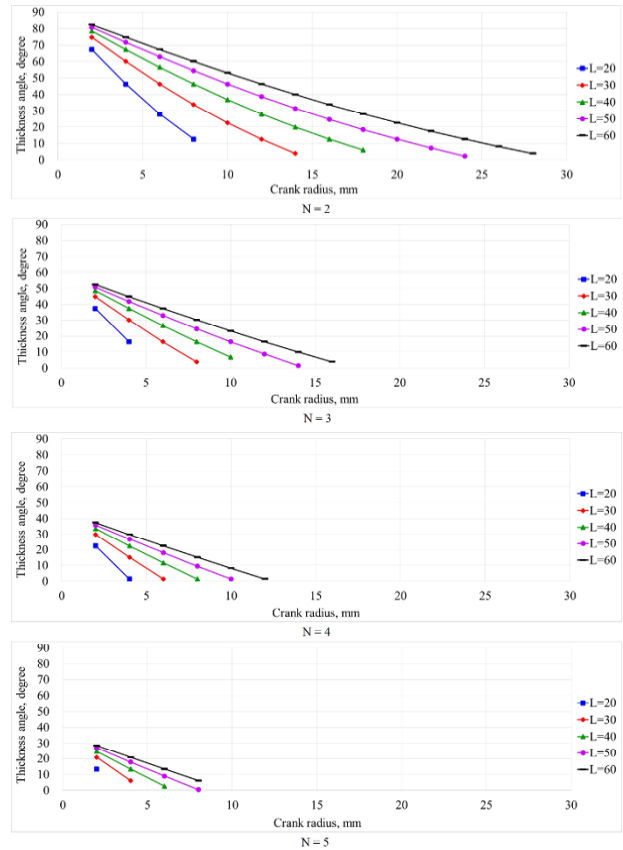 Thickness angle, degree
90
80
70
60
50
40
30
20
10
0
0 5 10 15 20 25 30
Crank radius, mm
L=20
L=30
L=40
L=50
L=60
N = 2
Thickness angle, degree
90
80
70
60
50
40
30
20
10
0
0 5 10 15 20 25 30
Crank radius, mm
L=20
L=30
L=40
L=50
L=60
N = 3
Thickness angle, degree
90
80
70
60
50
40
30
20
10
0
0 5 10 15 20 25 30
Crank radius, mm
L=20
L=30
L=40
L=50
L=60
N = 4
Thickness angle, degree
90
80
70
60
50
40
30
20
10
0
0 5 10 15 20 25 30
Crank radius, mm
L=20
L=30
L=40
L=50
L=60
N = 5